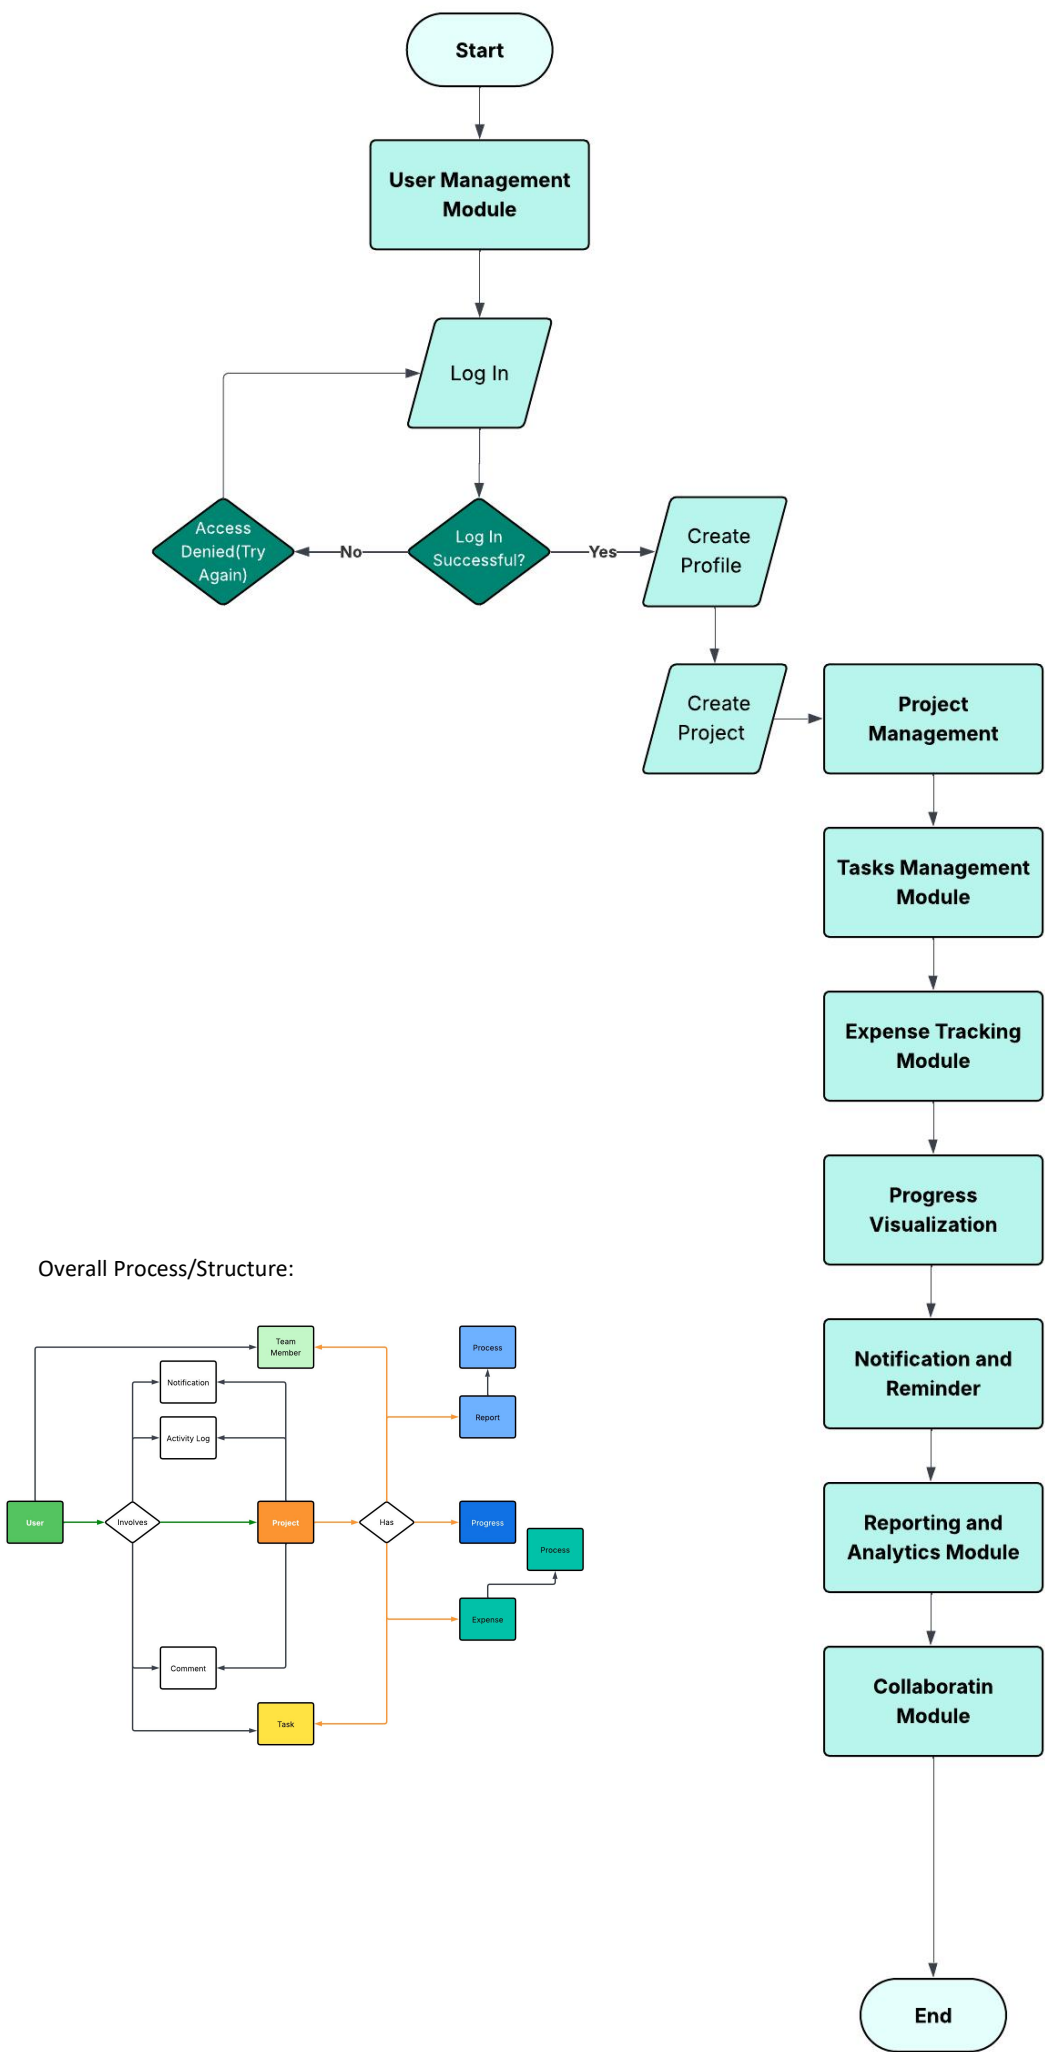 Start
User Management
Module
Log In
Access
Denied(Try
Again)
No
Log In
Successful?
Yes
Create
Profile
Create
Project
Project
Management
Tasks Management
Module
Expense Tracking
Module
Progress
Visualization
Notification and
Reminder
Reporting and
Analytics Module
Collaboratin
Module
End
Overall Process/Structure:
Team
Member
Process
Notification
Report
Activity Log
User
Involves
Project
Has
Progress
Process
Expense
Comment
Task